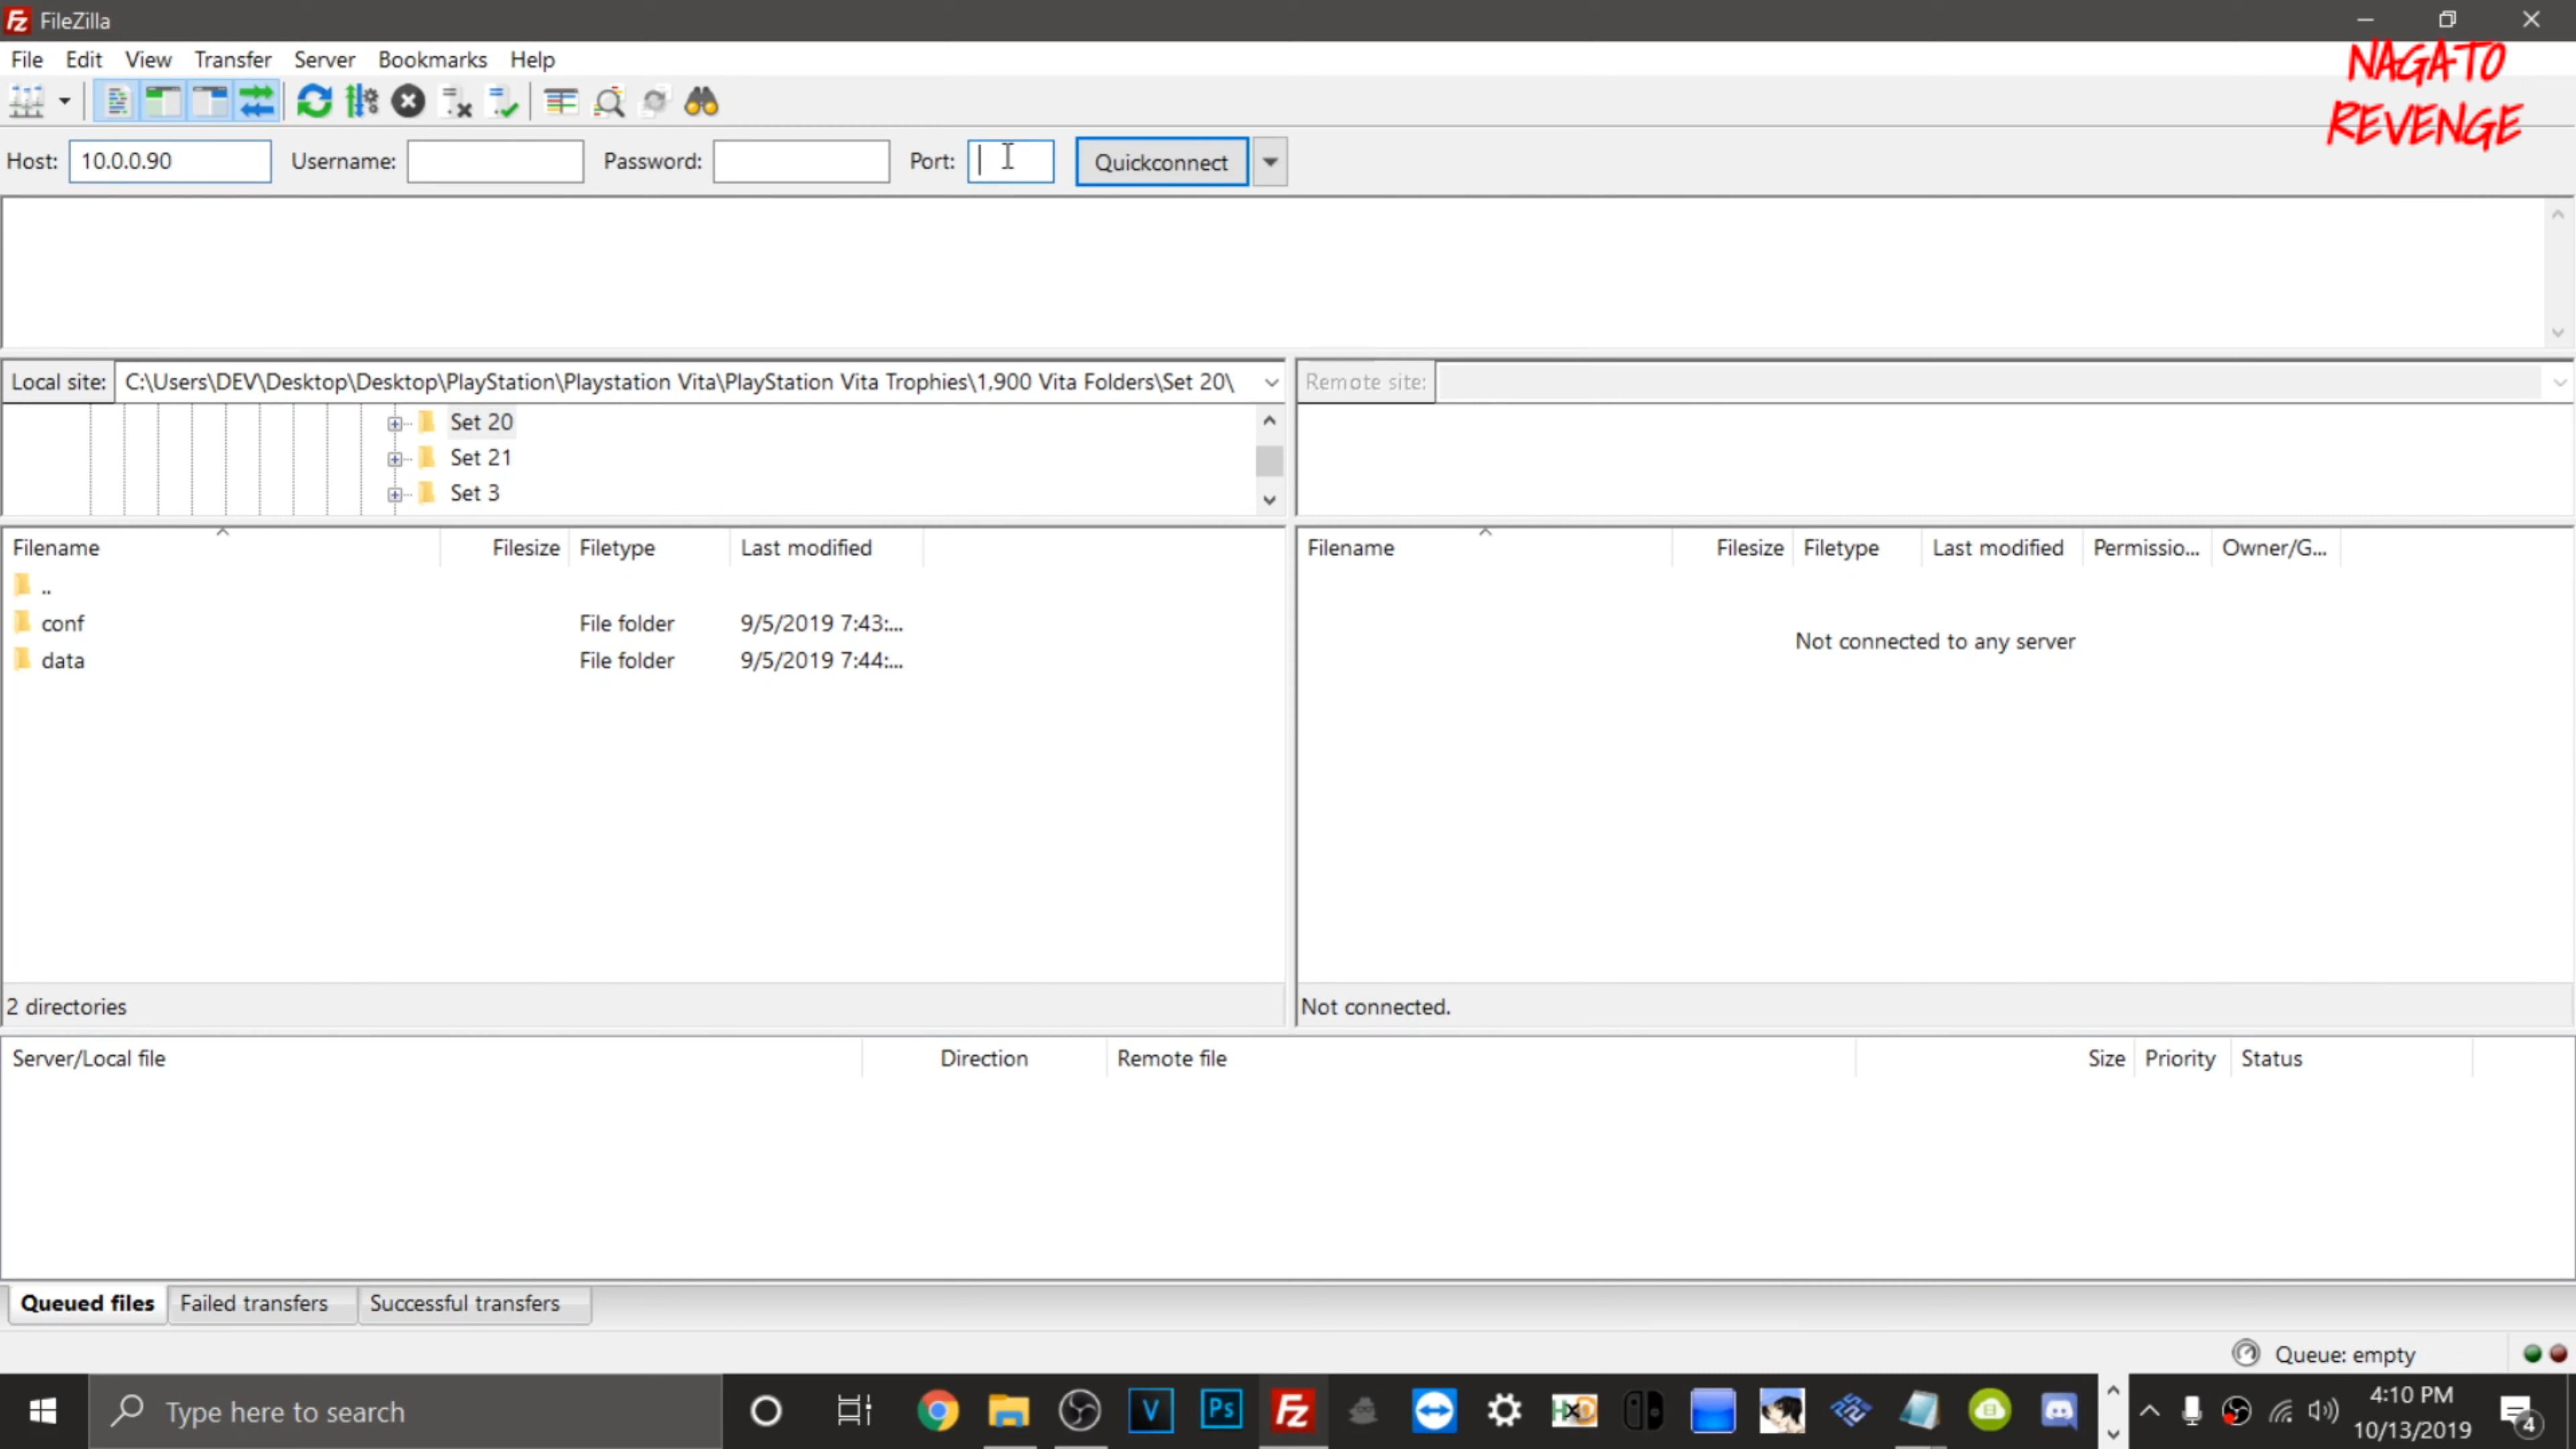 FileZilla
File Edit View Transfer Server Bookmarks Help
NAGATO
REVENGE
Host: 10.0.0.90 Username: Password: Port: Quickconnect
Local site: C:\Users\DEV\Desktop\Desktop\PlayStation\Playstation Vita\PlayStation Vita Trophies\1,900 Vita Folders\Set 20\
Remote site:
Set 20
Set 21
Set 3
Filename Filesize Filetype Last modified
..
conf File folder 9/5/2019 7:43:...
data File folder 9/5/2019 7:44:...
2 directories
Filename Filesize Filetype Last modified Permissio... Owner/G...
Not connected to any server
Not connected.
Server/Local file Direction Remote file Size Priority Status
Queued files Failed transfers Successful transfers
Queue: empty
Type here to search
V Ps Fz HxD
4:10 PM
10/13/2019
4